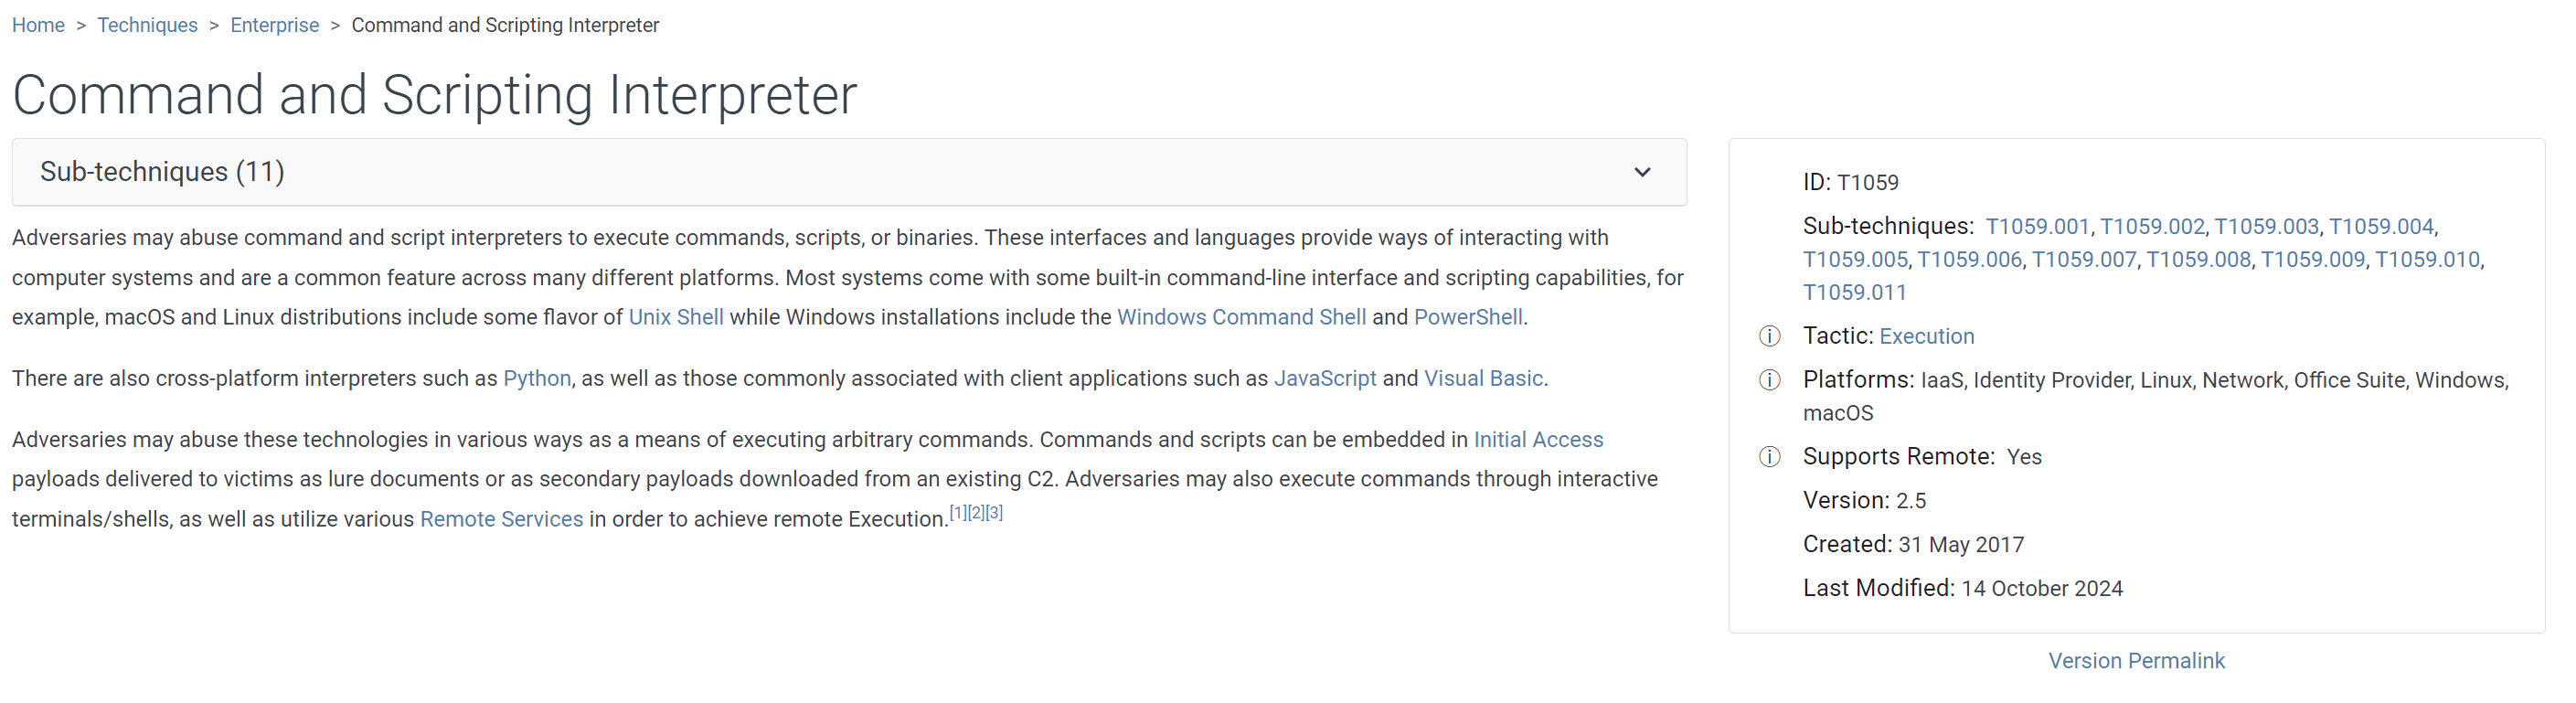 Home > Techniques > Enterprise > Command and Scripting Interpreter
Command and Scripting Interpreter
Sub-techniques (11)
Adversaries may abuse command and script interpreters to execute commands, scripts, or binaries. These interfaces and languages provide ways of interacting with
computer systems and are a common feature across many different platforms. Most systems come with some built-in command-line interface and scripting capabilities, for
example, macOS and Linux distributions include some flavor of Unix Shell while Windows installations include the Windows Command Shell and PowerShell.
There are also cross-platform interpreters such as Python, as well as those commonly associated with client applications such as JavaScript and Visual Basic.
Adversaries may abuse these technologies in various ways as a means of executing arbitrary commands. Commands and scripts can be embedded in Initial Access
payloads delivered to victims as lure documents or as secondary payloads downloaded from an existing C2. Adversaries may also execute commands through interactive
terminals/shells, as well as utilize various Remote Services in order to achieve remote Execution.[1][2][3]
ID: T1059
Sub-techniques: T1059.001, T1059.002, T1059.003, T1059.004,
T1059.005, T1059.006, T1059.007, T1059.008, T1059.009, T1059.010,
T1059.011
Tactic: Execution
Platforms: IaaS, Identity Provider, Linux, Network, Office Suite, Windows,
macOS
Supports Remote: Yes
Version: 2.5
Created: 31 May 2017
Last Modified: 14 October 2024
Version Permalink